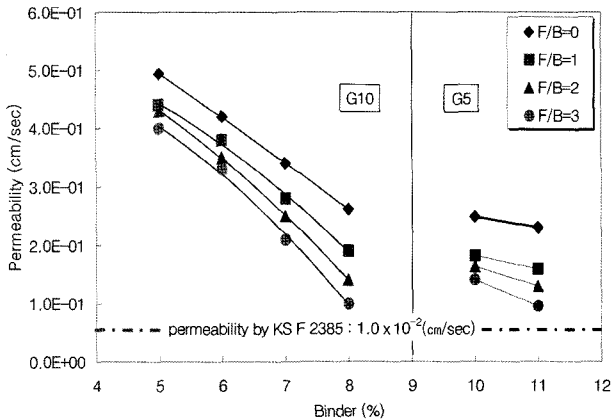 6.0E-01
5.0E-01
4.0E-01
3.0E-01
2.0E-01
1.0E-01
0.0E+00
Permeability (cm/sec)
G10
G5
F/B=0
F/B=1
F/B=2
F/B=3
permeability by KS F 2385 : 1.0 x 10⁻²(cm/sec)
4 5 6 7 8 9 10 11 12
Binder (%)